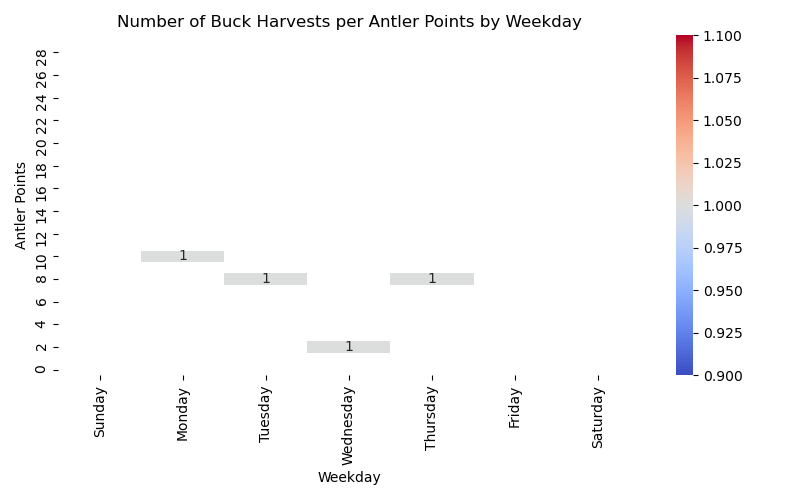 Number of Buck Harvests per Antler Points by Weekday
Antler Points
28
26
24
22
20
18
16
14
12
10
8
6
4
2
0
1
1
1
1
Sunday
Monday
Tuesday
Wednesday
Thursday
Friday
Saturday
Weekday
1.100
1.075
1.050
1.025
1.000
0.975
0.950
0.925
0.900